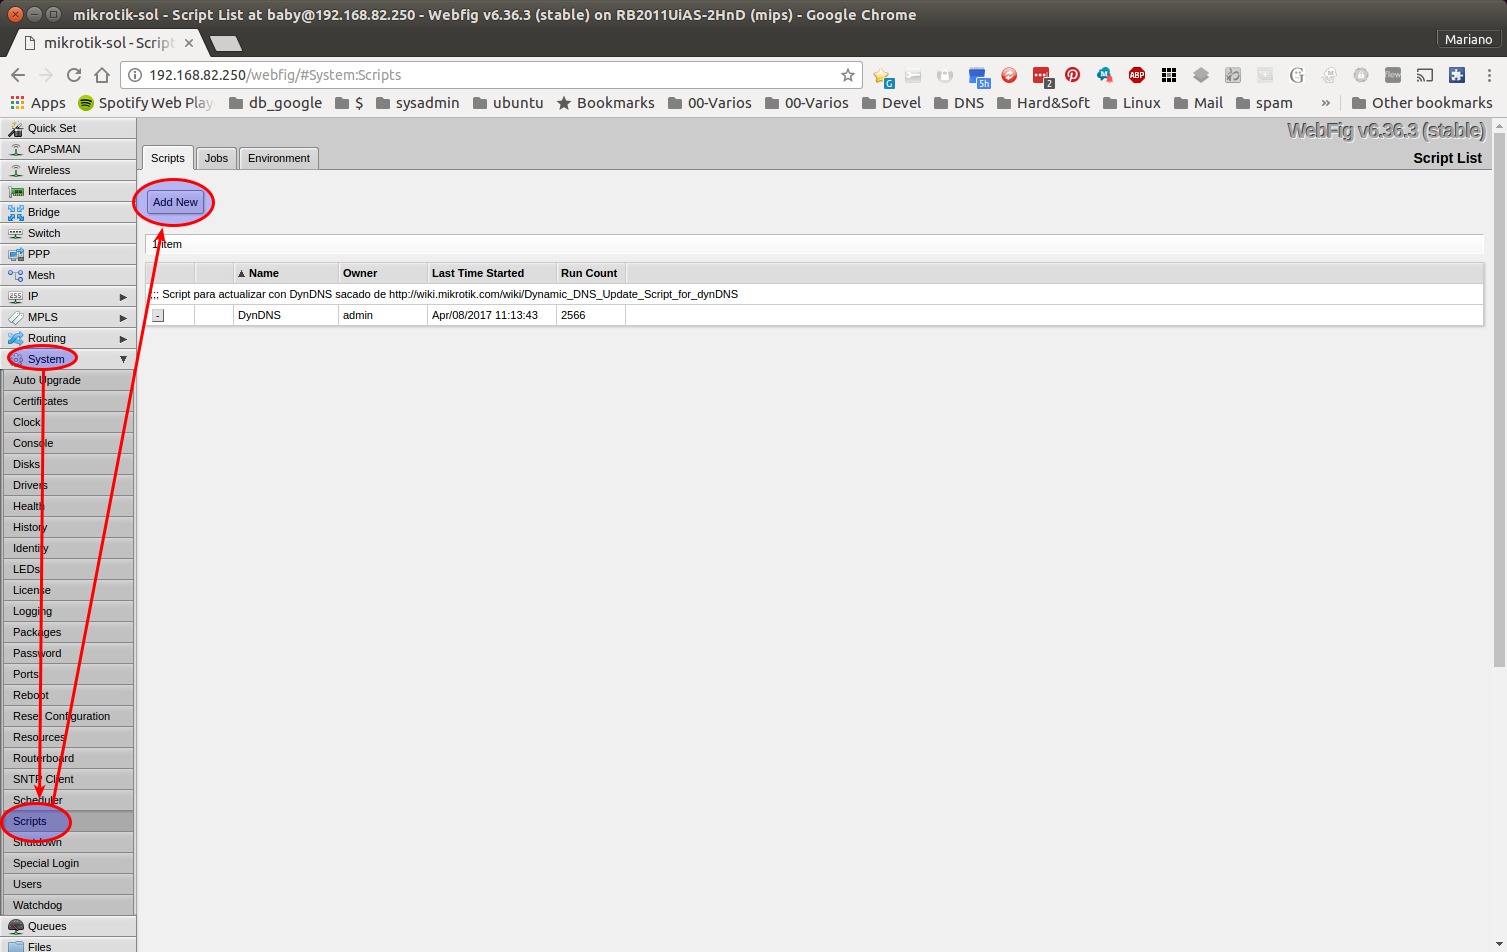 mikrotik-sol - Script List at baby@192.168.82.250 - Webfig v6.36.3 (stable) on RB2011UiAS-2HnD (mips) - Google Chrome
mikrotik-sol - Script
Mariano
192.168.82.250/webfig/#System:Scripts
G
5h
2
ABP
G
flow
Apps
Spotify Web Play
db_google
$
sysadmin
ubuntu
Bookmarks
00-Varios
00-Varios
Devel
DNS
Hard&Soft
Linux
Mail
spam
»
Other bookmarks
WebFig v6.36.3 (stable)
Scripts
Jobs
Environment
Script List
Add New
1 item
Name
Owner
Last Time Started
Run Count
;;; Script para actualizar con DynDNS sacado de http://wiki.mikrotik.com/wiki/Dynamic_DNS_Update_Script_for_dynDNS
-
DynDNS
admin
Apr/08/2017 11:13:43
2566
Quick Set
CAPsMAN
Wireless
Interfaces
Bridge
Switch
PPP
Mesh
255
IP
MPLS
Routing
System
Auto Upgrade
Certificates
Clock
Console
Disks
Drivers
Health
History
Identity
LEDs
License
Logging
Packages
Password
Ports
Reboot
Reset Configuration
Resources
Routerboard
SNTP Client
Scheduler
Scripts
Shutdown
Special Login
Users
Watchdog
Queues
Files